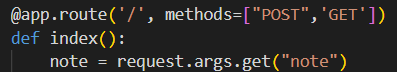 @app.route('/', methods=["POST",'GET'])
def index():
    note = request.args.get("note")